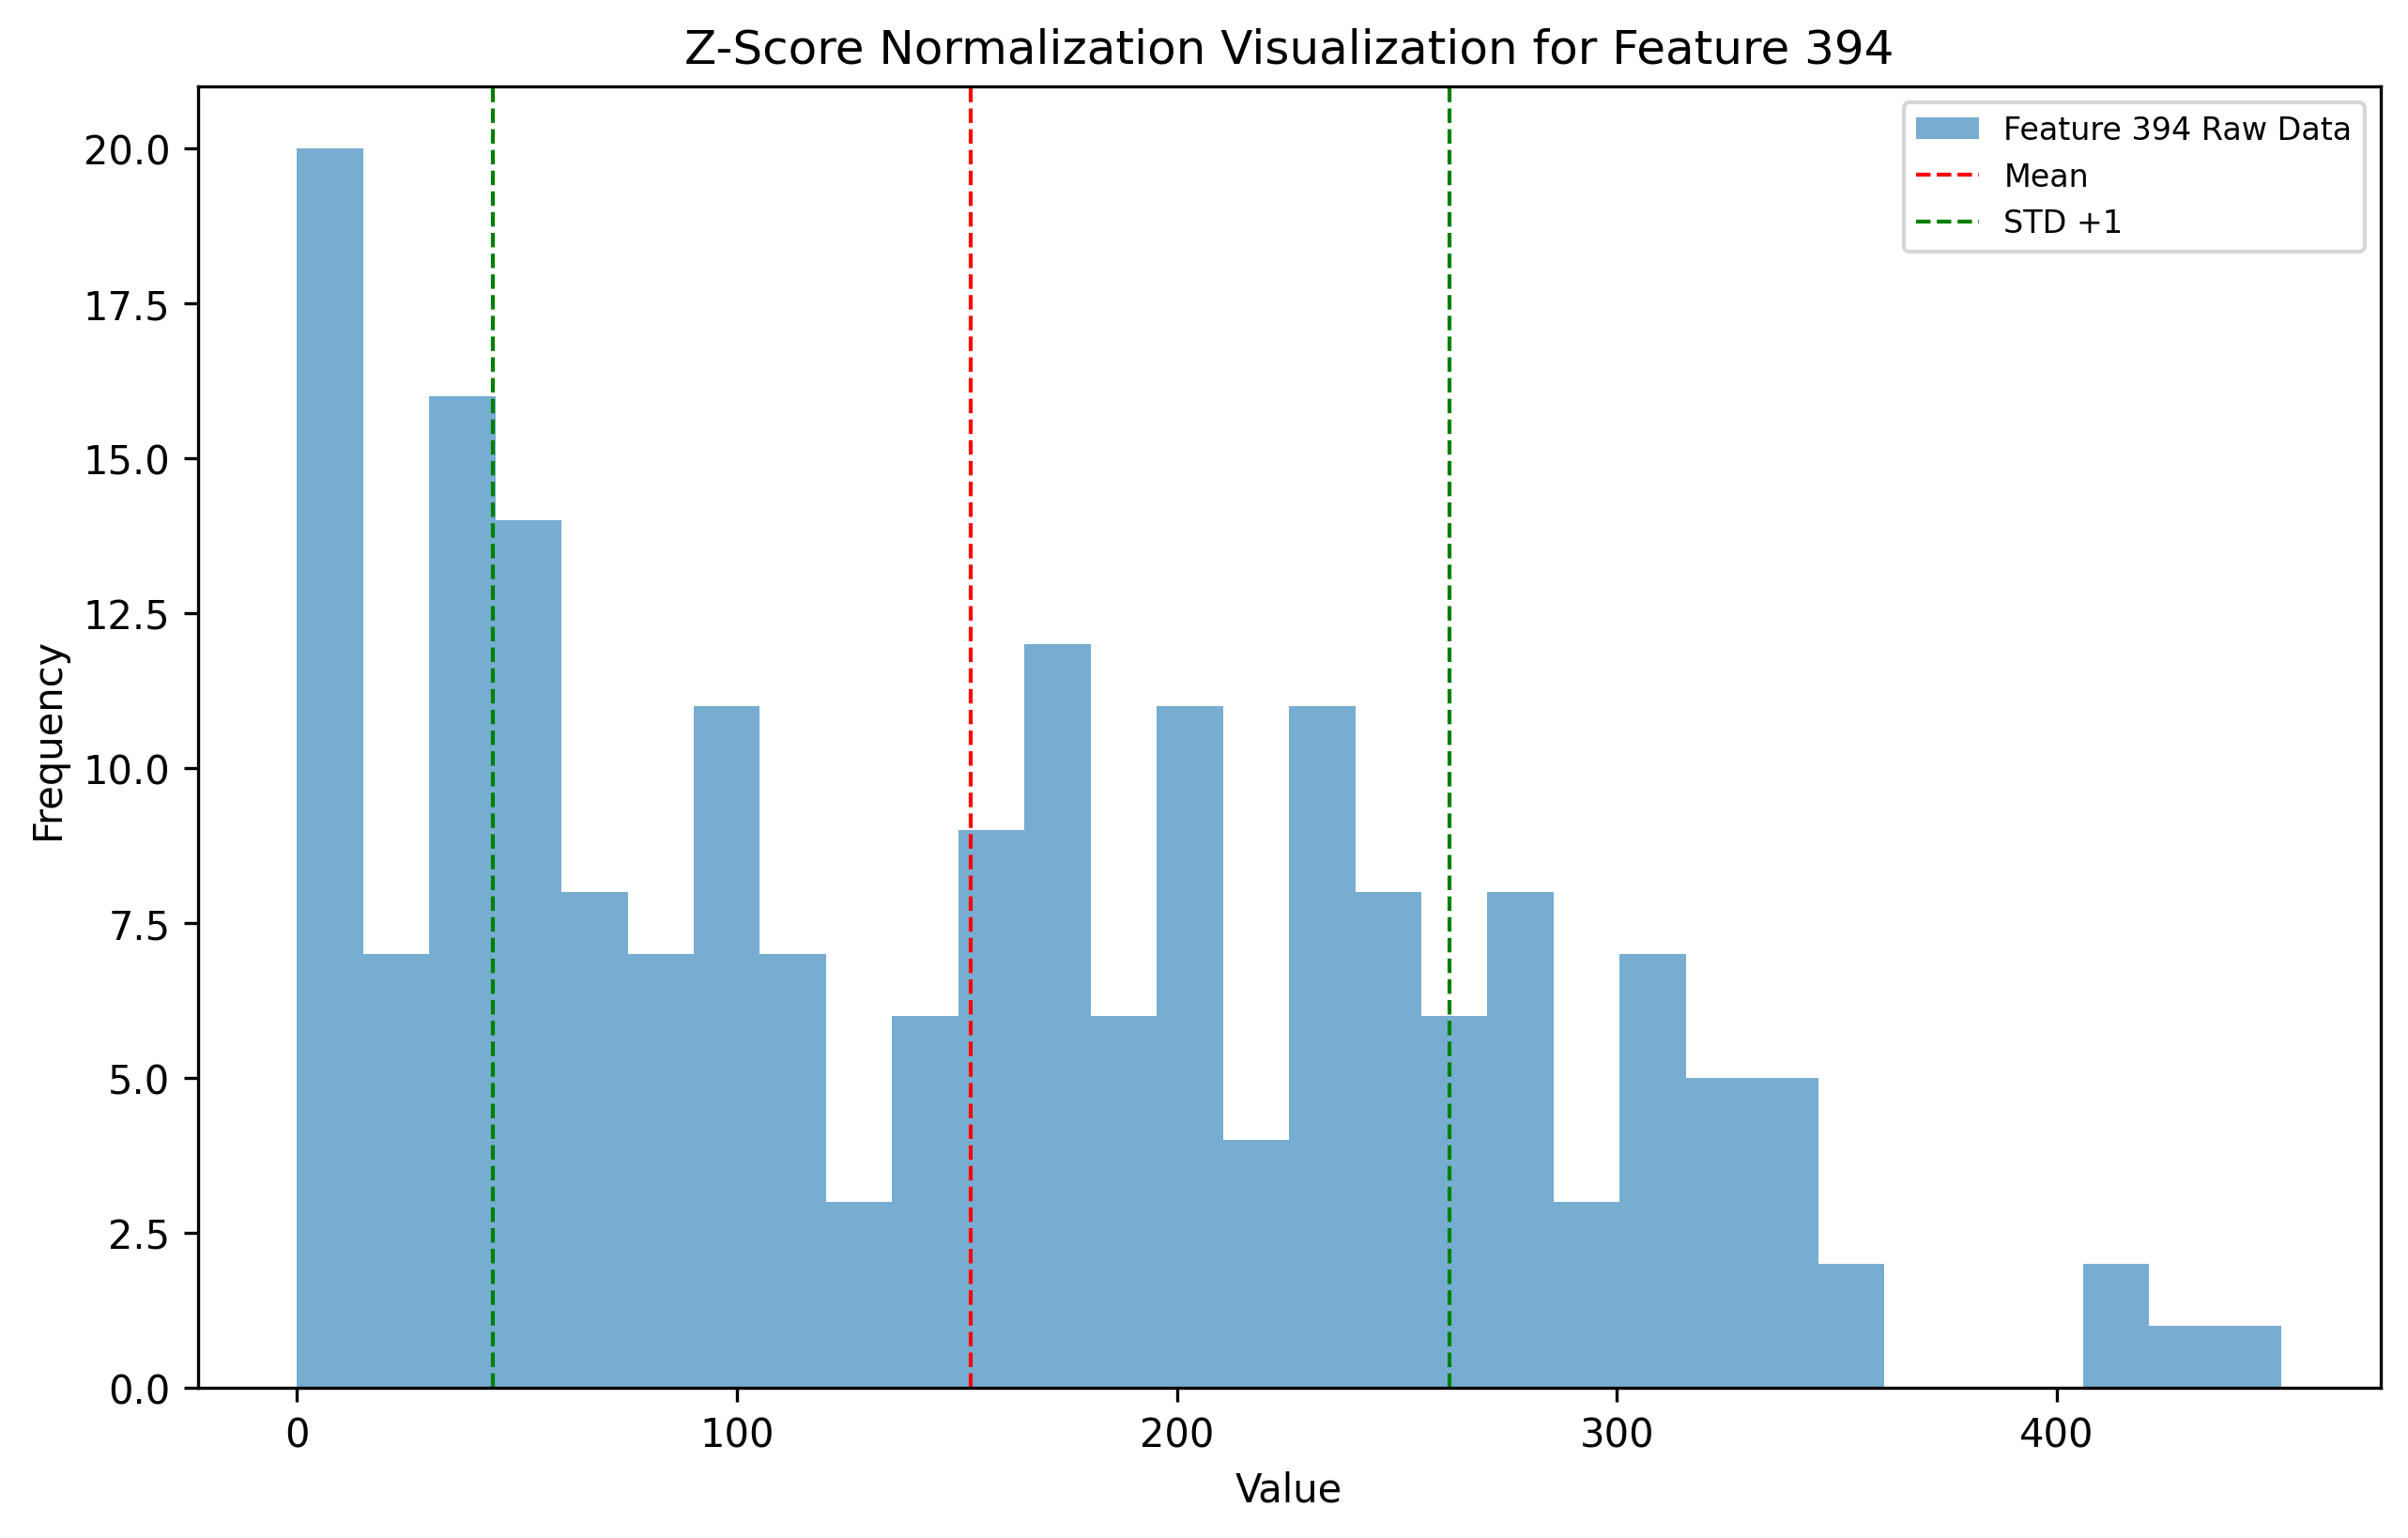 Z-Score Normalization Visualization for Feature 394
Feature 394 Raw Data
Mean
STD +1
20.0
17.5
15.0
12.5
10.0
7.5
5.0
2.5
0.0
Frequency
0 100 200 300 400
Value